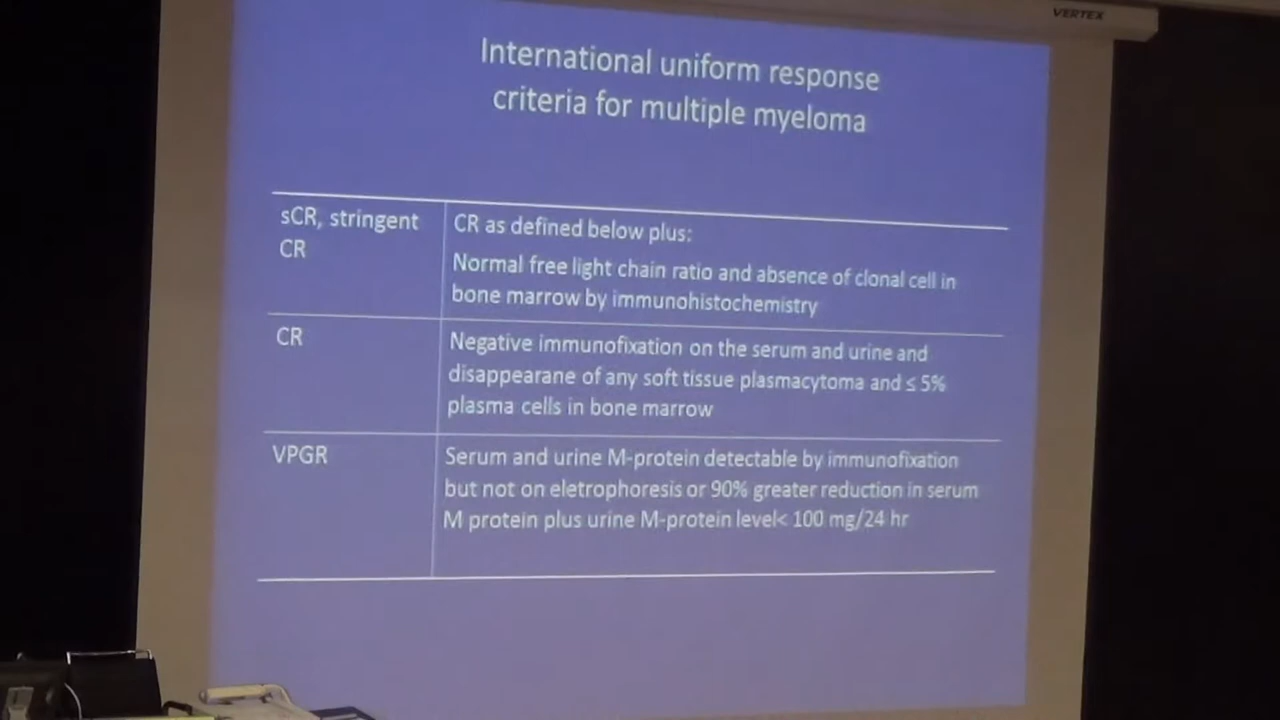 VERTEX
International uniform response
criteria for multiple myeloma
sCR, stringent
CR
CR as defined below plus:
Normal free light chain ratio and absence of clonal cell in
bone marrow by immunohistochemistry
CR
Negative immunofixation on the serum and urine and
disappearane of any soft tissue plasmacytoma and ≤ 5%
plasma cells in bone marrow
VPGR
Serum and urine M-protein detectable by immunofixation
but not on eletrophoresis or 90% greater reduction in serum
M protein plus urine M-protein level< 100 mg/24 hr